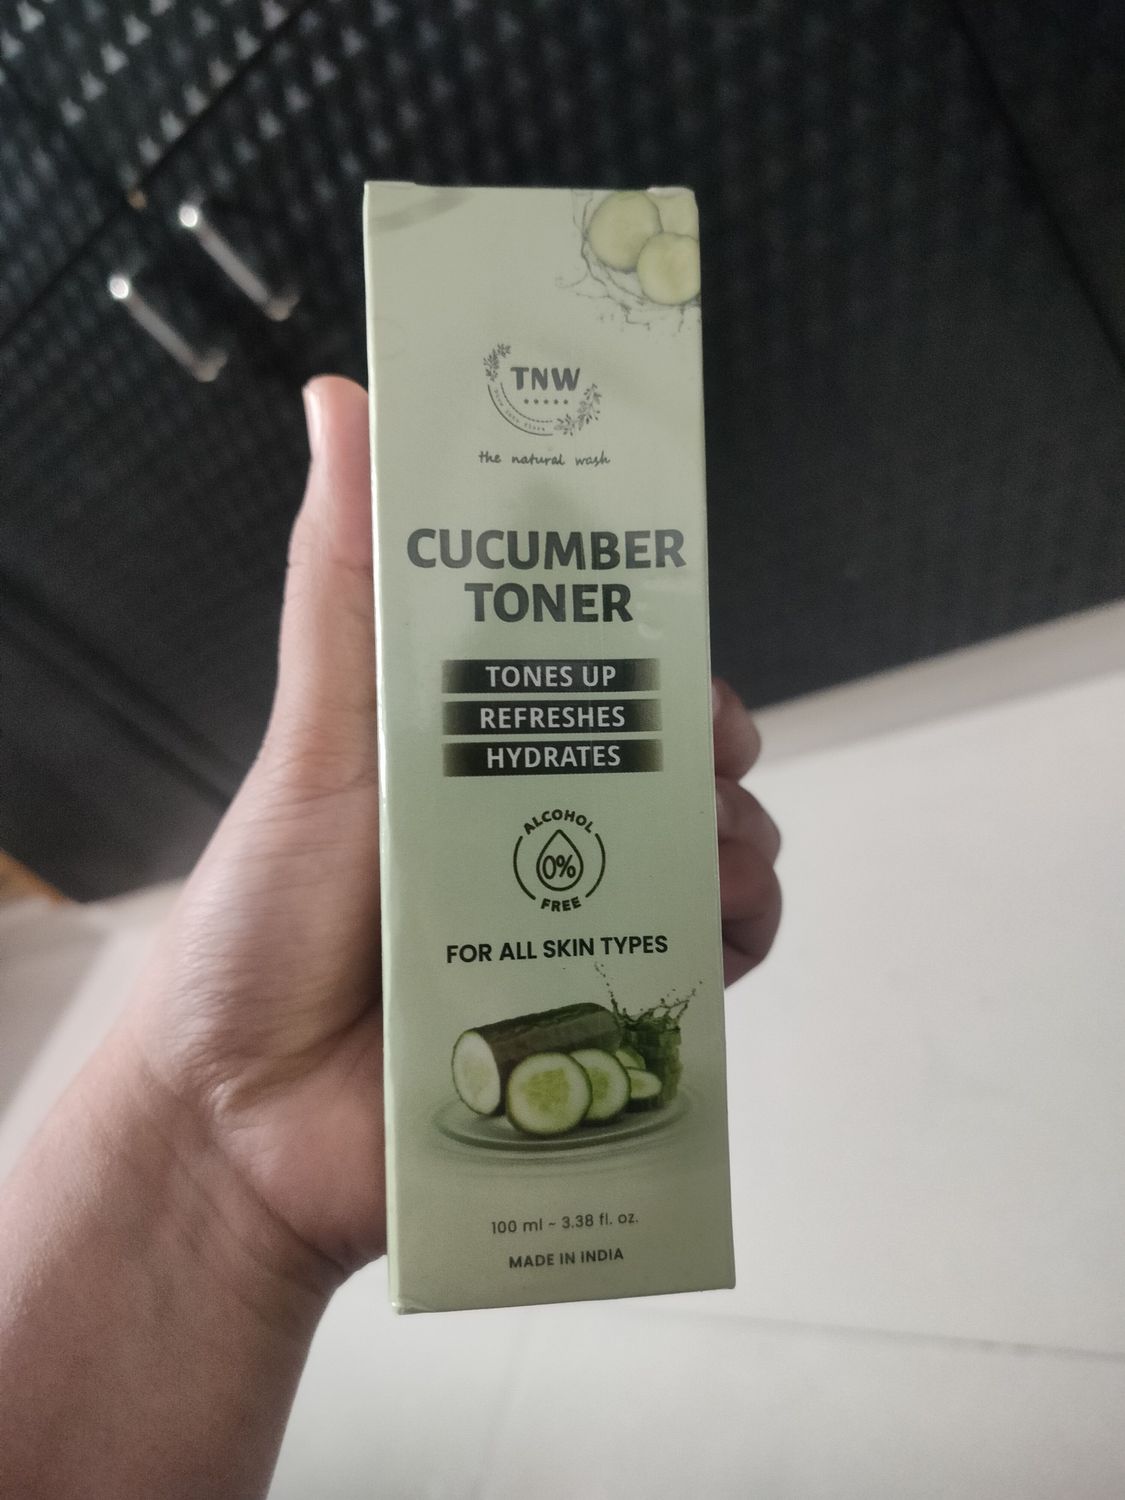 TNW
the natural wash
CUCUMBER
TONER
TONES UP
REFRESHES
HYDRATES
ALCOHOL
0%
FREE
FOR ALL SKIN TYPES
100 ml ~ 3.38 fl. oz.
MADE IN INDIA